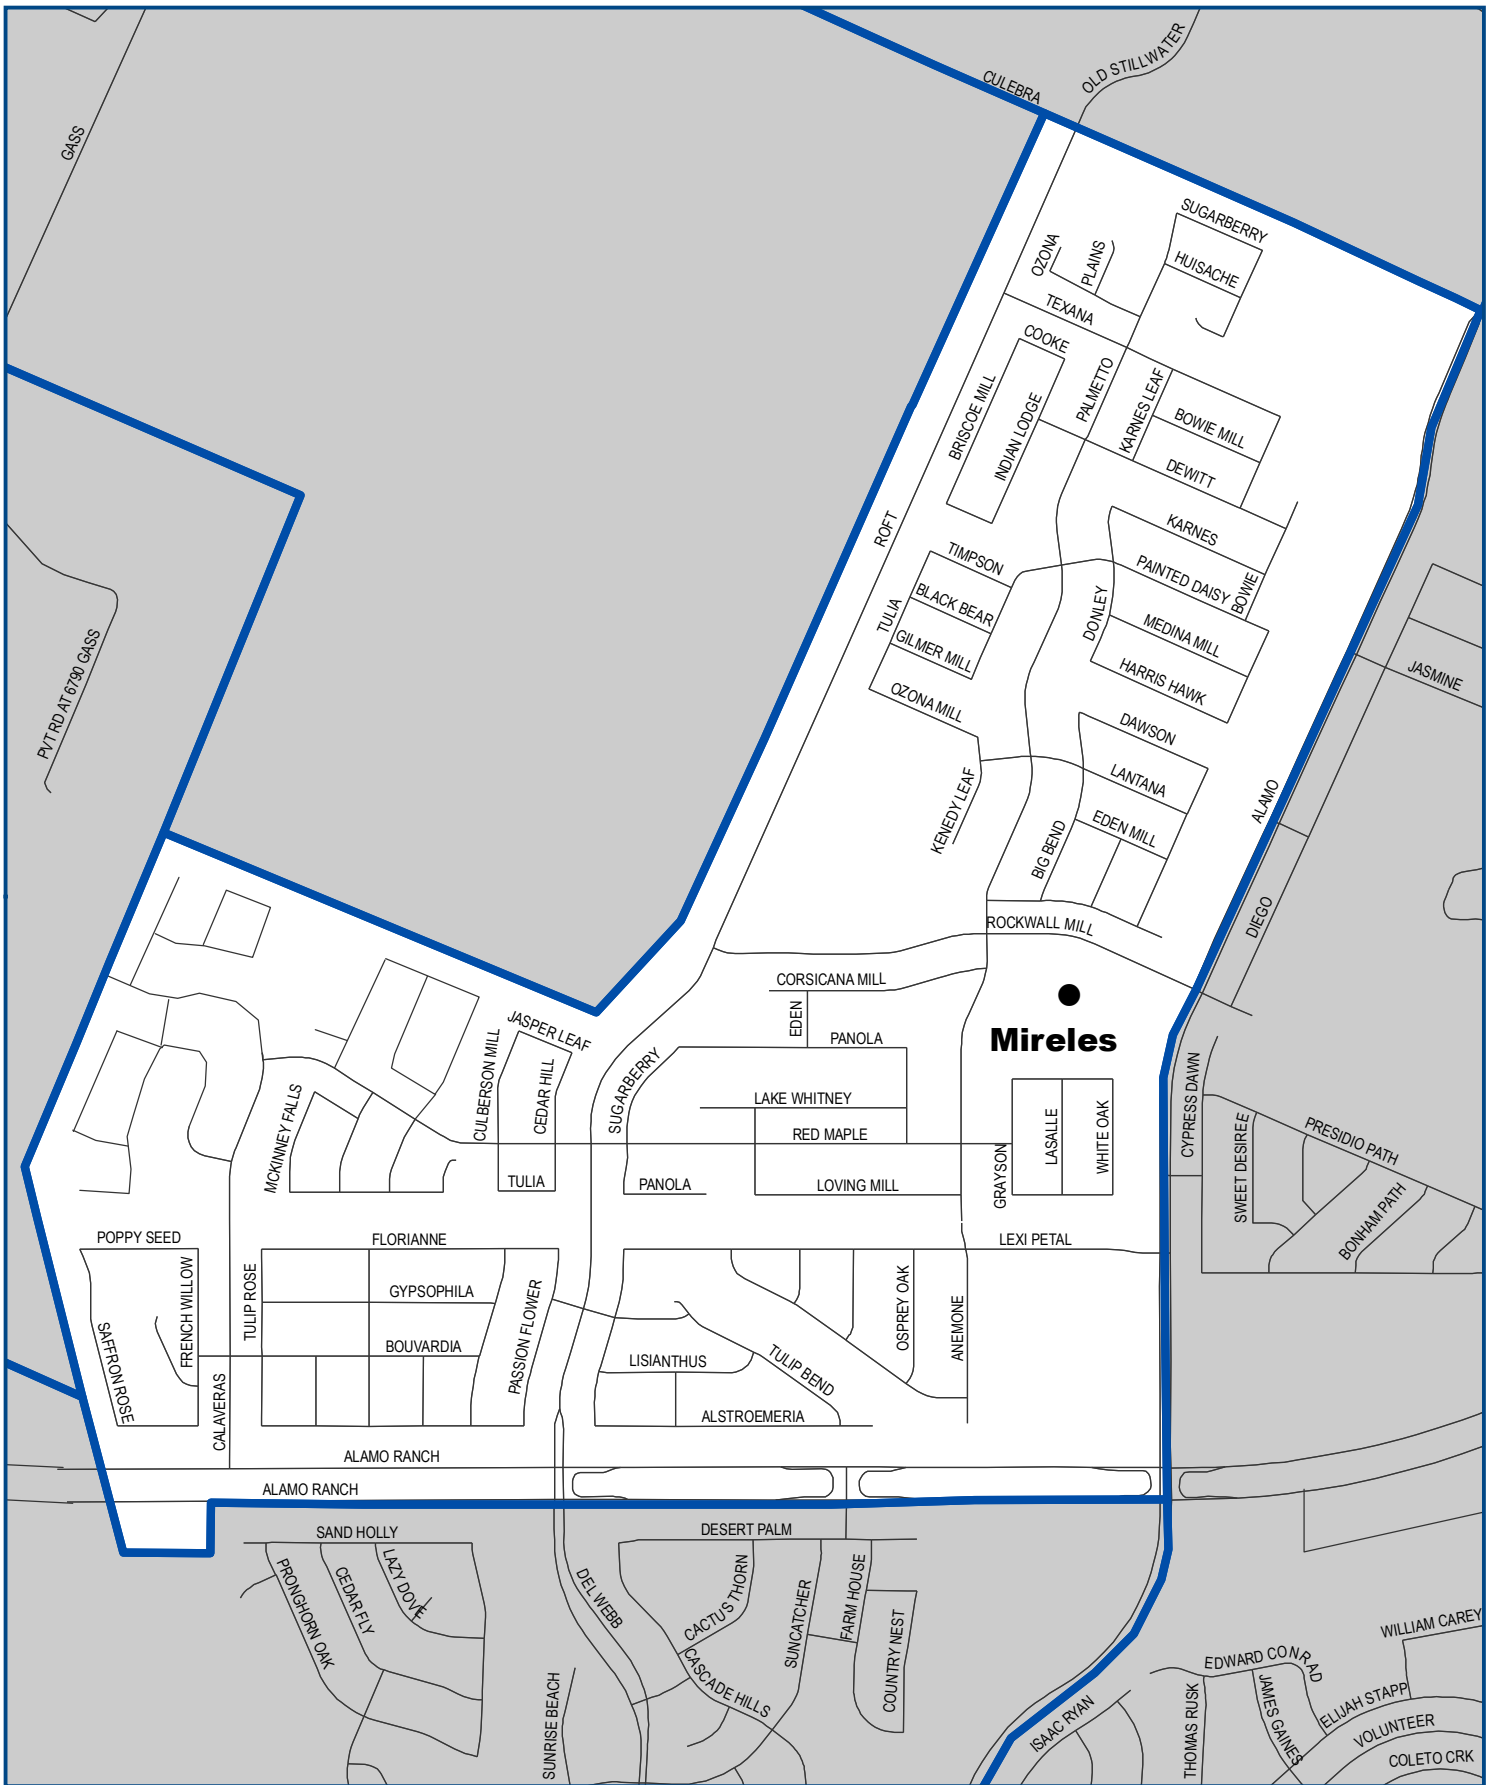 OLD STILLWATER
CULEBRA
GASS
SUGARBERRY
OZONA
PLAINS
HUISACHE
TEXANA
COOKE
BRISCOE MILL
PALMETTO
KARNES LEAF
INDIAN LODGE
BOWIE MILL
DEWITT
ROFT
KARNES
TIMPSON
PAINTED DAISY
BOWIE
BLACK BEAR
TULIA
DONLEY
MEDINA MILL
GILMER MILL
HARRIS HAWK
JASMINE
PVT RD AT 6790 GASS
OZONA MILL
DAWSON
LANTANA
KENEDY LEAF
ALAMO
EDEN MILL
BIG BEND
ROCKWALL MILL
DIEGO
CORSICANA MILL
EDEN
PANOLA
Mireles
JASPER LEAF
CULBERSON MILL
CEDAR HILL
SUGARBERRY
MCKINNEY FALLS
LAKE WHITNEY
RED MAPLE
LASALLE
WHITE OAK
CYPRESS DAWN
PRESIDIO PATH
SWEET DESIREE
TULIA
PANOLA
LOVING MILL
GRAYSON
BONHAM PATH
POPPY SEED
FLORIANNE
LEXI PETAL
TULIP ROSE
FRENCH WILLOW
GYPSOPHILA
PASSION FLOWER
OSPREY OAK
ANEMONE
SAFFRON ROSE
BOUVARDIA
LISIANTHUS
TULIP BEND
CALAVERAS
ALSTROEMERIA
ALAMO RANCH
ALAMO RANCH
SAND HOLLY
DESERT PALM
PRONGHORN OAK
CEDAR FLY
LAZY DOVE
DEL WEBB
CACTUS THORN
SUNCATCHER
FARM HOUSE
COUNTRY NEST
CASCADE HILLS
SUNRISE BEACH
WILLIAM CAREY
EDWARD CONRAD
ISAAC RYAN
THOMAS RUSK
JAMES GAINES
ELIJAH STAPP
VOLUNTEER
COLETO CRK